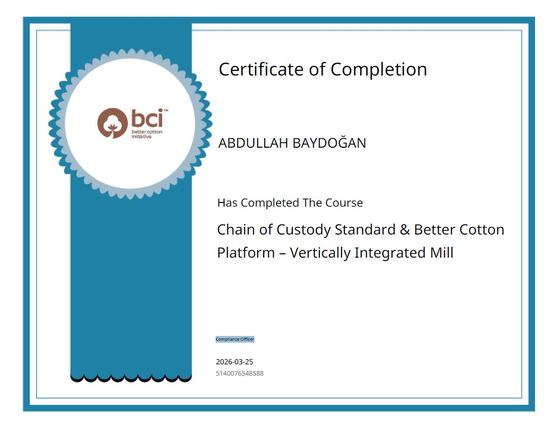 Certificate of Completion
bci™
better cotton
initiative
ABDULLAH BAYDOĞAN
Has Completed The Course
Chain of Custody Standard & Better Cotton
Platform – Vertically Integrated Mill
Compliance Officer
2026-03-25
5140076548588